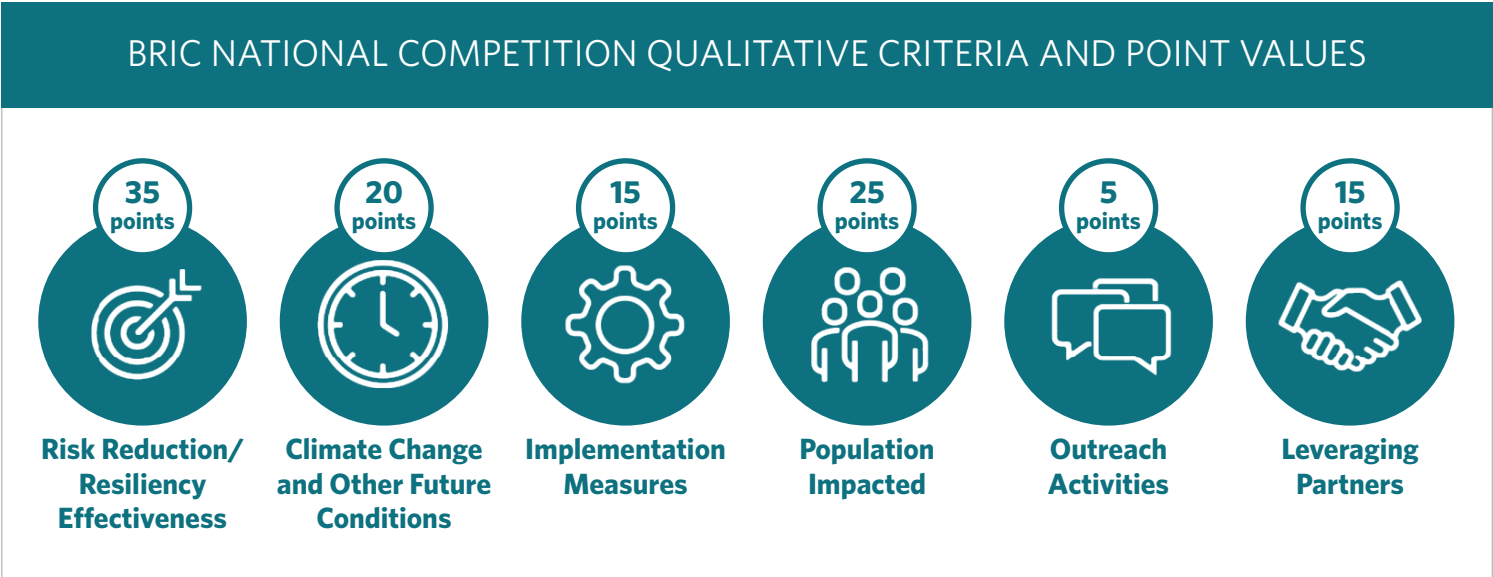 BRIC NATIONAL COMPETITION QUALITATIVE CRITERIA AND POINT VALUES
35
points
Risk Reduction/
Resiliency
Effectiveness
20
points
Climate Change
and Other Future
Conditions
15
points
Implementation
Measures
25
points
Population
Impacted
5
points
Outreach
Activities
15
points
Leveraging
Partners